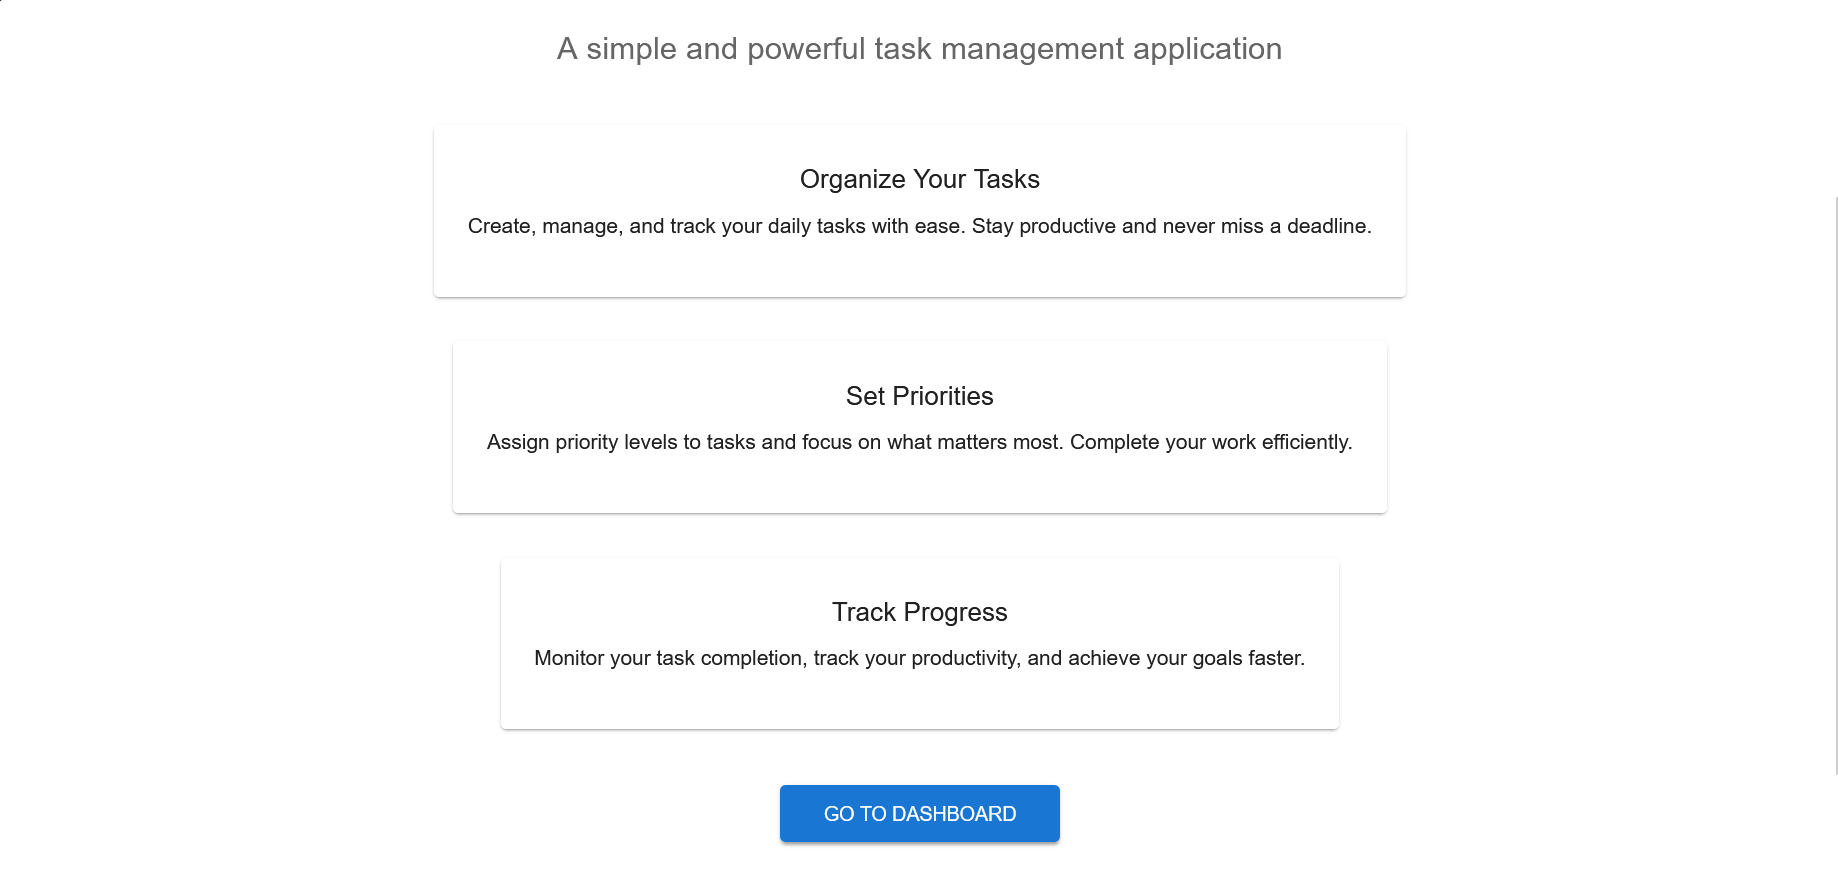 A simple and powerful task management application
Organize Your Tasks
Create, manage, and track your daily tasks with ease. Stay productive and never miss a deadline.
Set Priorities
Assign priority levels to tasks and focus on what matters most. Complete your work efficiently.
Track Progress
Monitor your task completion, track your productivity, and achieve your goals faster.
GO TO DASHBOARD